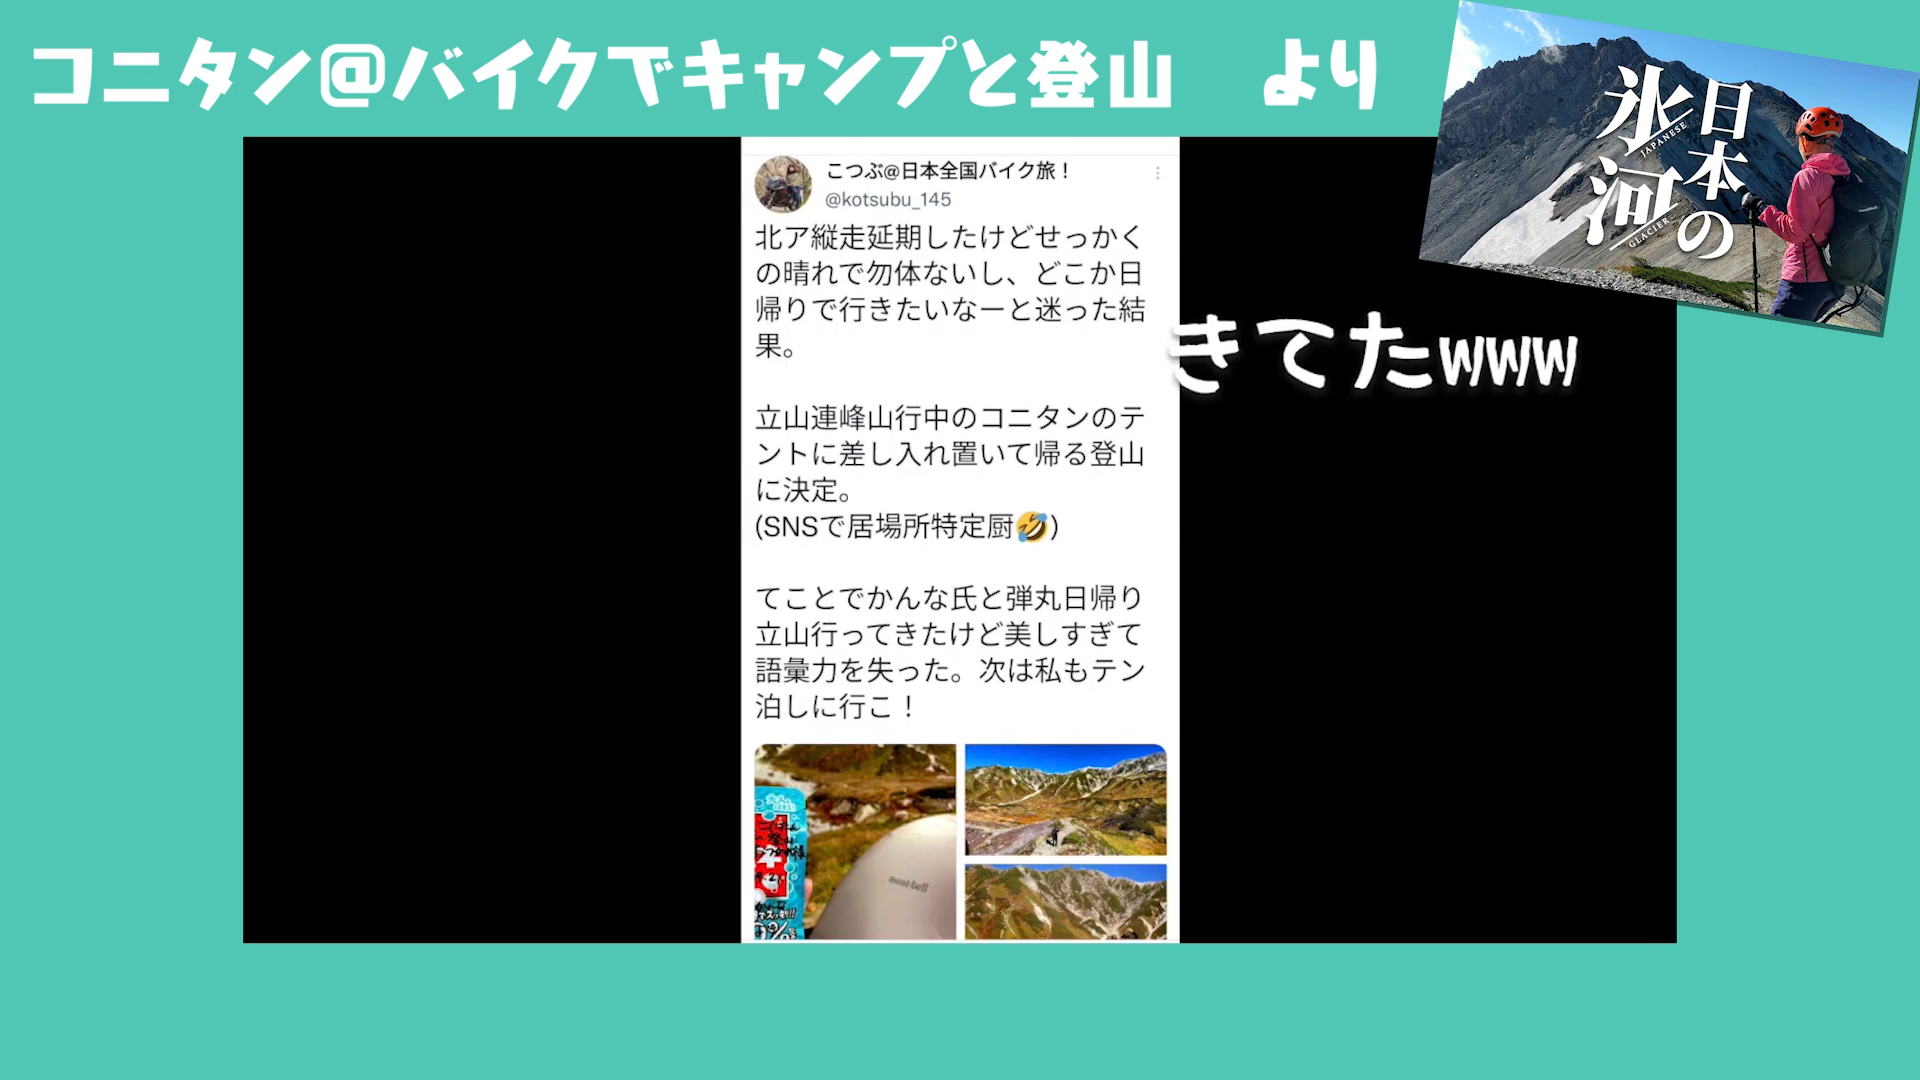 コニタン@バイクでキャンプと登山　より
日本の
氷河
JAPANESE
GLACIER
こつぶ@日本全国バイク旅！
@kotsubu_145
北ア縦走延期したけどせっかく
の晴れで勿体ないし、どこか日
帰りで行きたいなーと迷った結
果。
きてたwww
立山連峰山行中のコニタンのテ
ントに差し入れ置いて帰る登山
に決定。
(SNSで居場所特定厨🤣)
てことでかんな氏と弾丸日帰り
立山行ってきたけど美しすぎて
語彙力を失った。次は私もテン
泊しに行こ！
mont-bell